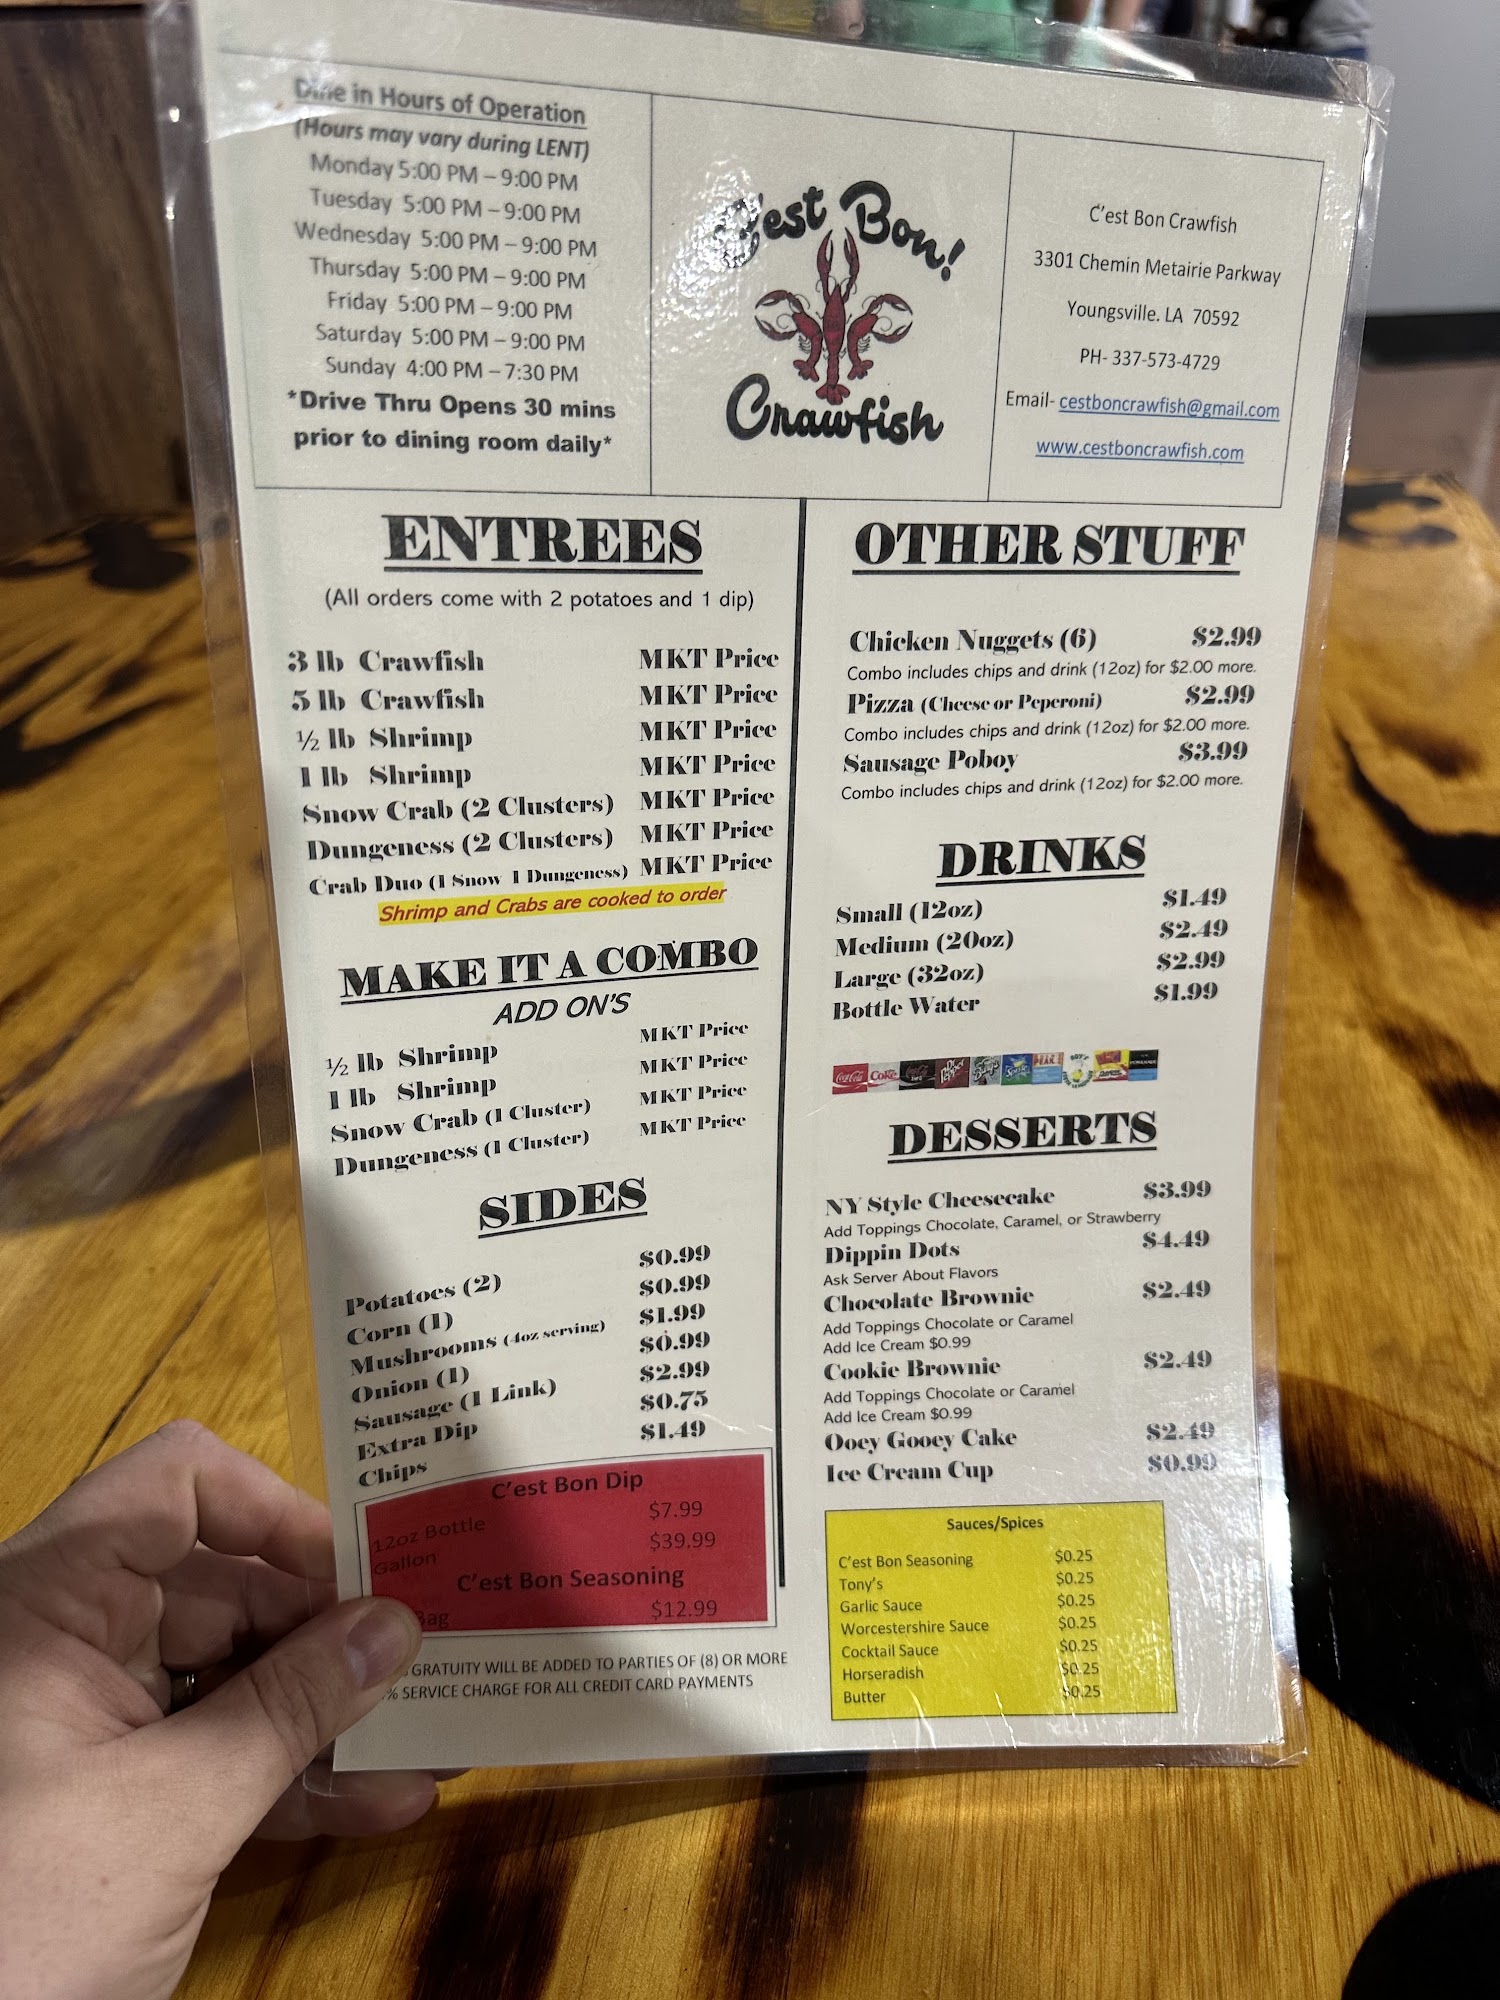 Dine in Hours of Operation
(Hours may vary during LENT)
Monday 5:00 PM – 9:00 PM
Tuesday 5:00 PM – 9:00 PM
Wednesday 5:00 PM – 9:00 PM
Thursday 5:00 PM – 9:00 PM
Friday 5:00 PM – 9:00 PM
Saturday 5:00 PM – 9:00 PM
Sunday 4:00 PM – 7:30 PM
*Drive Thru Opens 30 mins
prior to dining room daily*
C'est Bon!
Crawfish
C'est Bon Crawfish
3301 Chemin Metairie Parkway
Youngsville. LA 70592
PH- 337-573-4729
Email- cestboncrawfish@gmail.com
www.cestboncrawfish.com
ENTREES
(All orders come with 2 potatoes and 1 dip)
3 lb Crawfish MKT Price
5 lb Crawfish MKT Price
½ lb Shrimp MKT Price
1 lb Shrimp MKT Price
Snow Crab (2 Clusters) MKT Price
Dungeness (2 Clusters) MKT Price
Crab Duo (1 Snow 1 Dungeness) MKT Price
Shrimp and Crabs are cooked to order
MAKE IT A COMBO
ADD ON'S
½ lb Shrimp MKT Price
1 lb Shrimp MKT Price
Snow Crab (1 Cluster) MKT Price
Dungeness (1 Cluster) MKT Price
SIDES
Potatoes (2) $0.99
Corn (1) $0.99
Mushrooms (4oz serving) $1.99
Onion (1) $0.99
Sausage (1 Link) $2.99
Extra Dip $0.75
Chips $1.49
C'est Bon Dip
12oz Bottle $7.99
Gallon $39.99
C'est Bon Seasoning
Bag $12.99
GRATUITY WILL BE ADDED TO PARTIES OF (8) OR MORE
% SERVICE CHARGE FOR ALL CREDIT CARD PAYMENTS
OTHER STUFF
Chicken Nuggets (6) $2.99
Combo includes chips and drink (12oz) for $2.00 more.
Pizza (Cheese or Peperoni) $2.99
Combo includes chips and drink (12oz) for $2.00 more.
Sausage Poboy $3.99
Combo includes chips and drink (12oz) for $2.00 more.
DRINKS
Small (12oz) $1.49
Medium (20oz) $2.49
Large (32oz) $2.99
Bottle Water $1.99
Coca-Cola Coke Dr Pepper Sprite
DESSERTS
NY Style Cheesecake $3.99
Add Toppings Chocolate, Caramel, or Strawberry
Dippin Dots $4.49
Ask Server About Flavors
Chocolate Brownie $2.49
Add Toppings Chocolate or Caramel
Add Ice Cream $0.99
Cookie Brownie $2.49
Add Toppings Chocolate or Caramel
Add Ice Cream $0.99
Ooey Gooey Cake $2.49
Ice Cream Cup $0.99
Sauces/Spices
C'est Bon Seasoning $0.25
Tony's $0.25
Garlic Sauce $0.25
Worcestershire Sauce $0.25
Cocktail Sauce $0.25
Horseradish $0.25
Butter $0.25